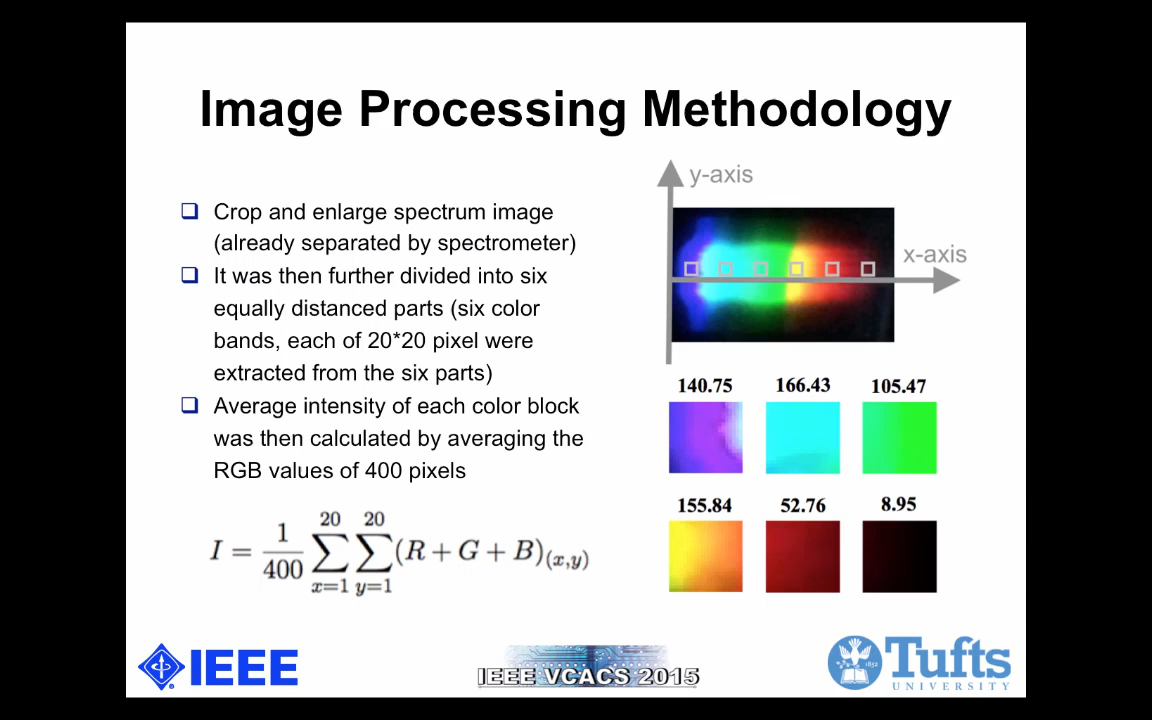 Image Processing Methodology
Crop and enlarge spectrum image
(already separated by spectrometer)
It was then further divided into six
equally distanced parts (six color
bands, each of 20*20 pixel were
extracted from the six parts)
Average intensity of each color block
was then calculated by averaging the
RGB values of 400 pixels
I = \frac{1}{400} \sum_{x=1}^{20} \sum_{y=1}^{20} (R + G + B)_{(x,y)}
y-axis
x-axis
140.75 166.43 105.47
155.84 52.76 8.95
IEEE
IEEE VCACS 2015
1852
Tufts
UNIVERSITY